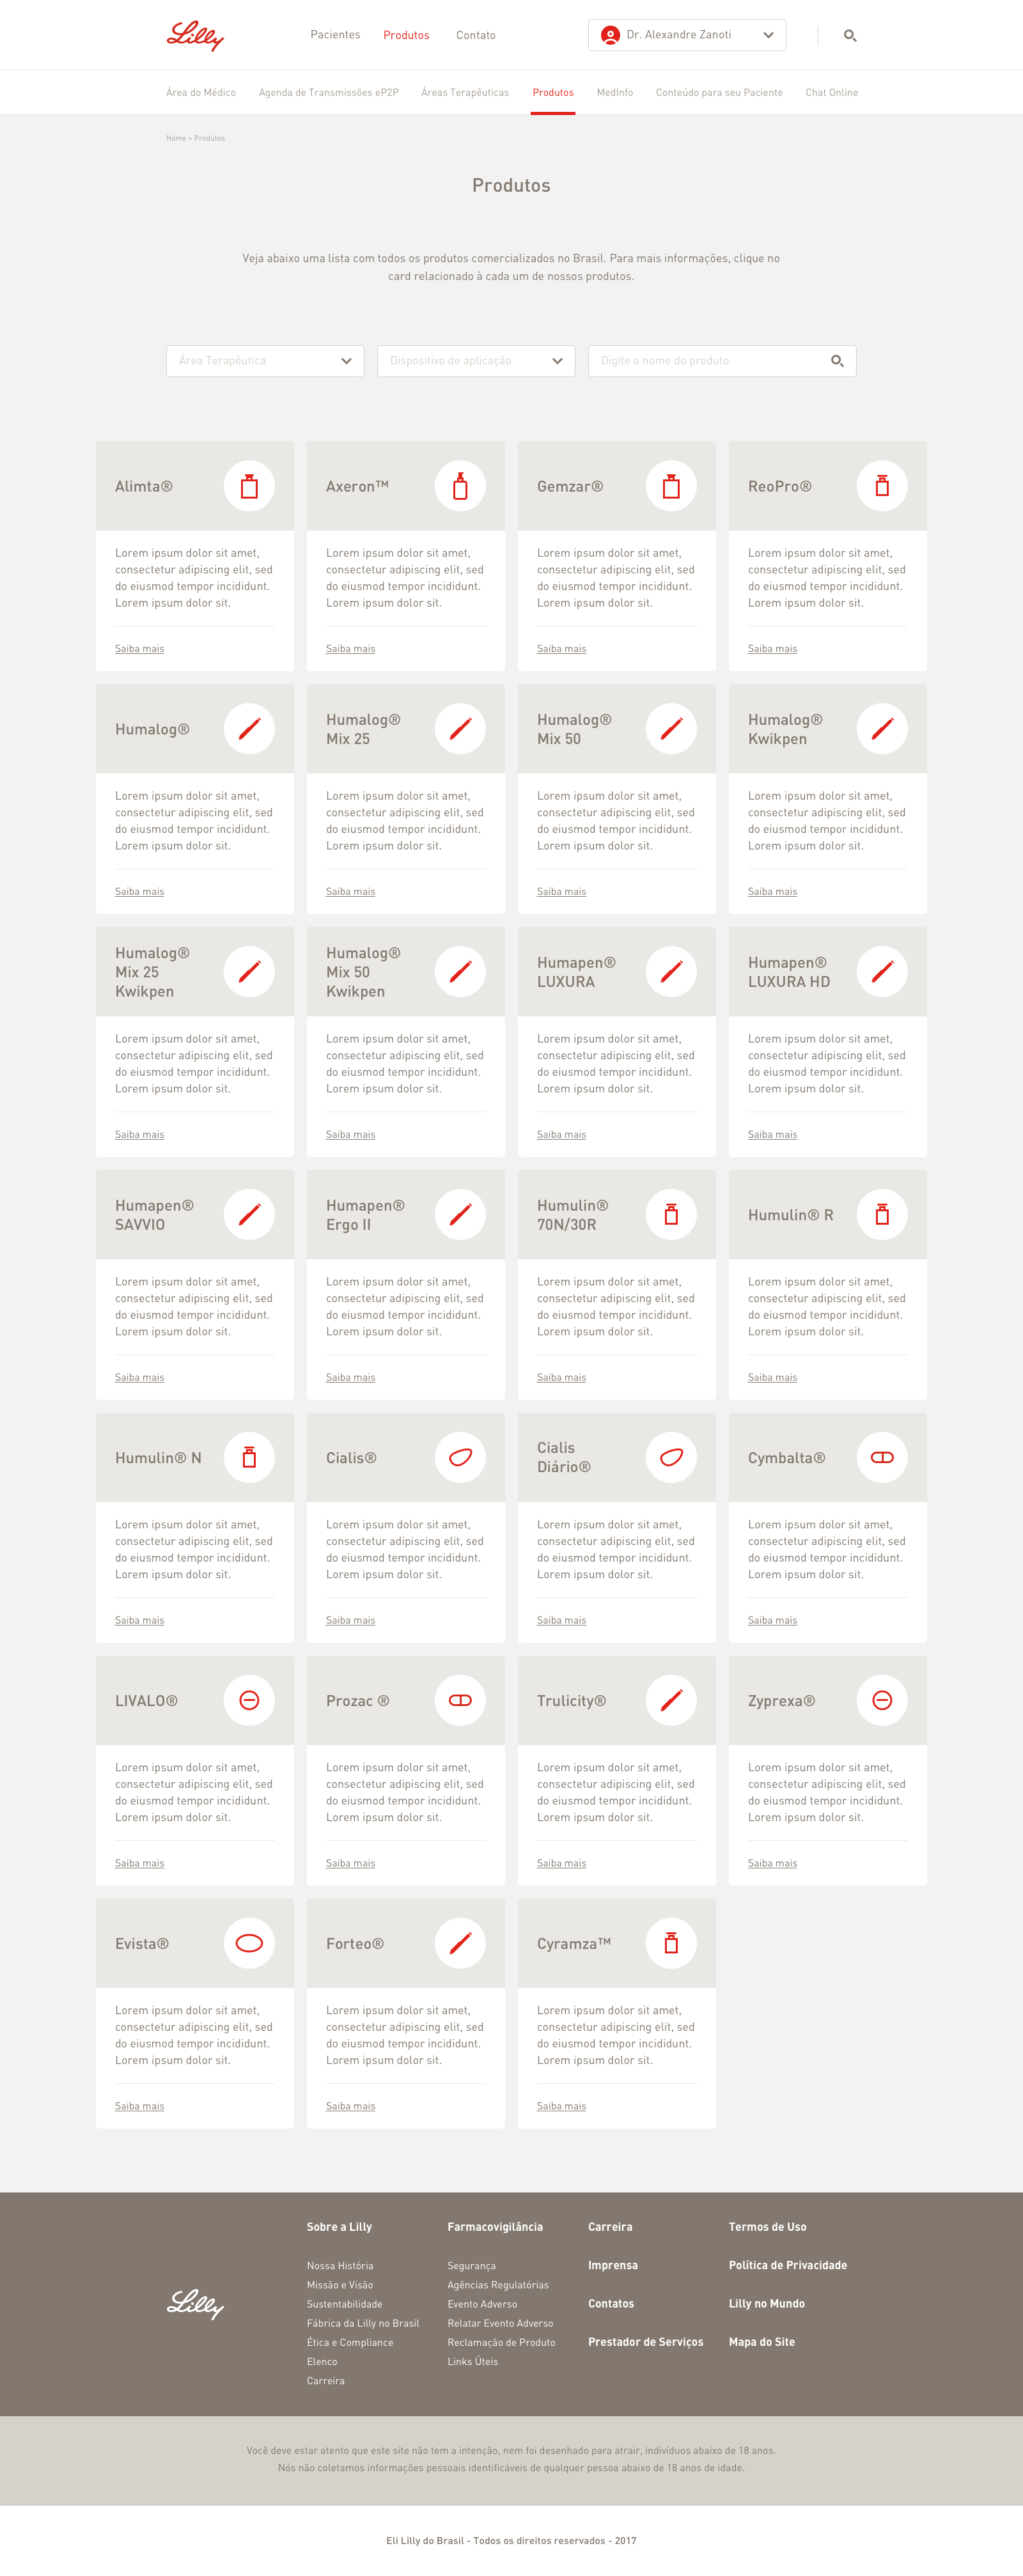 Lilly
Pacientes Produtos Contato
Dr. Alexandre Zanoti
Área do Médico Agenda de Transmissões eP2P Áreas Terapêuticas Produtos MedInfo Conteúdo para seu Paciente Chat Online
Home » Produtos
Produtos
Veja abaixo uma lista com todos os produtos comercializados no Brasil. Para mais informações, clique no
card relacionado à cada um de nossos produtos.
Área Terapêutica
Dispositivo de aplicação
Digite o nome do produto
Alimta®
Lorem ipsum dolor sit amet,
consectetur adipiscing elit, sed
do eiusmod tempor incididunt.
Lorem ipsum dolor sit.
Saiba mais
Axeron™
Lorem ipsum dolor sit amet,
consectetur adipiscing elit, sed
do eiusmod tempor incididunt.
Lorem ipsum dolor sit.
Saiba mais
Gemzar®
Lorem ipsum dolor sit amet,
consectetur adipiscing elit, sed
do eiusmod tempor incididunt.
Lorem ipsum dolor sit.
Saiba mais
ReoPro®
Lorem ipsum dolor sit amet,
consectetur adipiscing elit, sed
do eiusmod tempor incididunt.
Lorem ipsum dolor sit.
Saiba mais
Humalog®
Lorem ipsum dolor sit amet,
consectetur adipiscing elit, sed
do eiusmod tempor incididunt.
Lorem ipsum dolor sit.
Saiba mais
Humalog®
Mix 25
Lorem ipsum dolor sit amet,
consectetur adipiscing elit, sed
do eiusmod tempor incididunt.
Lorem ipsum dolor sit.
Saiba mais
Humalog®
Mix 50
Lorem ipsum dolor sit amet,
consectetur adipiscing elit, sed
do eiusmod tempor incididunt.
Lorem ipsum dolor sit.
Saiba mais
Humalog®
Kwikpen
Lorem ipsum dolor sit amet,
consectetur adipiscing elit, sed
do eiusmod tempor incididunt.
Lorem ipsum dolor sit.
Saiba mais
Humalog®
Mix 25
Kwikpen
Lorem ipsum dolor sit amet,
consectetur adipiscing elit, sed
do eiusmod tempor incididunt.
Lorem ipsum dolor sit.
Saiba mais
Humalog®
Mix 50
Kwikpen
Lorem ipsum dolor sit amet,
consectetur adipiscing elit, sed
do eiusmod tempor incididunt.
Lorem ipsum dolor sit.
Saiba mais
Humapen®
LUXURA
Lorem ipsum dolor sit amet,
consectetur adipiscing elit, sed
do eiusmod tempor incididunt.
Lorem ipsum dolor sit.
Saiba mais
Humapen®
LUXURA HD
Lorem ipsum dolor sit amet,
consectetur adipiscing elit, sed
do eiusmod tempor incididunt.
Lorem ipsum dolor sit.
Saiba mais
Humapen®
SAVVIO
Lorem ipsum dolor sit amet,
consectetur adipiscing elit, sed
do eiusmod tempor incididunt.
Lorem ipsum dolor sit.
Saiba mais
Humapen®
Ergo II
Lorem ipsum dolor sit amet,
consectetur adipiscing elit, sed
do eiusmod tempor incididunt.
Lorem ipsum dolor sit.
Saiba mais
Humulin®
70N/30R
Lorem ipsum dolor sit amet,
consectetur adipiscing elit, sed
do eiusmod tempor incididunt.
Lorem ipsum dolor sit.
Saiba mais
Humulin® R
Lorem ipsum dolor sit amet,
consectetur adipiscing elit, sed
do eiusmod tempor incididunt.
Lorem ipsum dolor sit.
Saiba mais
Humulin® N
Lorem ipsum dolor sit amet,
consectetur adipiscing elit, sed
do eiusmod tempor incididunt.
Lorem ipsum dolor sit.
Saiba mais
Cialis®
Lorem ipsum dolor sit amet,
consectetur adipiscing elit, sed
do eiusmod tempor incididunt.
Lorem ipsum dolor sit.
Saiba mais
Cialis
Diário®
Lorem ipsum dolor sit amet,
consectetur adipiscing elit, sed
do eiusmod tempor incididunt.
Lorem ipsum dolor sit.
Saiba mais
Cymbalta®
Lorem ipsum dolor sit amet,
consectetur adipiscing elit, sed
do eiusmod tempor incididunt.
Lorem ipsum dolor sit.
Saiba mais
LIVALO®
Lorem ipsum dolor sit amet,
consectetur adipiscing elit, sed
do eiusmod tempor incididunt.
Lorem ipsum dolor sit.
Saiba mais
Prozac ®
Lorem ipsum dolor sit amet,
consectetur adipiscing elit, sed
do eiusmod tempor incididunt.
Lorem ipsum dolor sit.
Saiba mais
Trulicity®
Lorem ipsum dolor sit amet,
consectetur adipiscing elit, sed
do eiusmod tempor incididunt.
Lorem ipsum dolor sit.
Saiba mais
Zyprexa®
Lorem ipsum dolor sit amet,
consectetur adipiscing elit, sed
do eiusmod tempor incididunt.
Lorem ipsum dolor sit.
Saiba mais
Evista®
Lorem ipsum dolor sit amet,
consectetur adipiscing elit, sed
do eiusmod tempor incididunt.
Lorem ipsum dolor sit.
Saiba mais
Forteo®
Lorem ipsum dolor sit amet,
consectetur adipiscing elit, sed
do eiusmod tempor incididunt.
Lorem ipsum dolor sit.
Saiba mais
Cyramza™
Lorem ipsum dolor sit amet,
consectetur adipiscing elit, sed
do eiusmod tempor incididunt.
Lorem ipsum dolor sit.
Saiba mais
Lilly
Sobre a Lilly
Nossa História
Missão e Visão
Sustentabilidade
Fábrica da Lilly no Brasil
Ética e Compliance
Elenco
Carreira
Farmacovigilância
Segurança
Agências Regulatórias
Evento Adverso
Relatar Evento Adverso
Reclamação de Produto
Links Úteis
Carreira
Imprensa
Contatos
Prestador de Serviços
Termos de Uso
Política de Privacidade
Lilly no Mundo
Mapa do Site
Você deve estar atento que este site não tem a intenção, nem foi desenhado para atrair, indivíduos abaixo de 18 anos.
Nós não coletamos informações pessoais identificáveis de qualquer pessoa abaixo de 18 anos de idade.
Eli Lilly do Brasil - Todos os direitos reservados - 2017